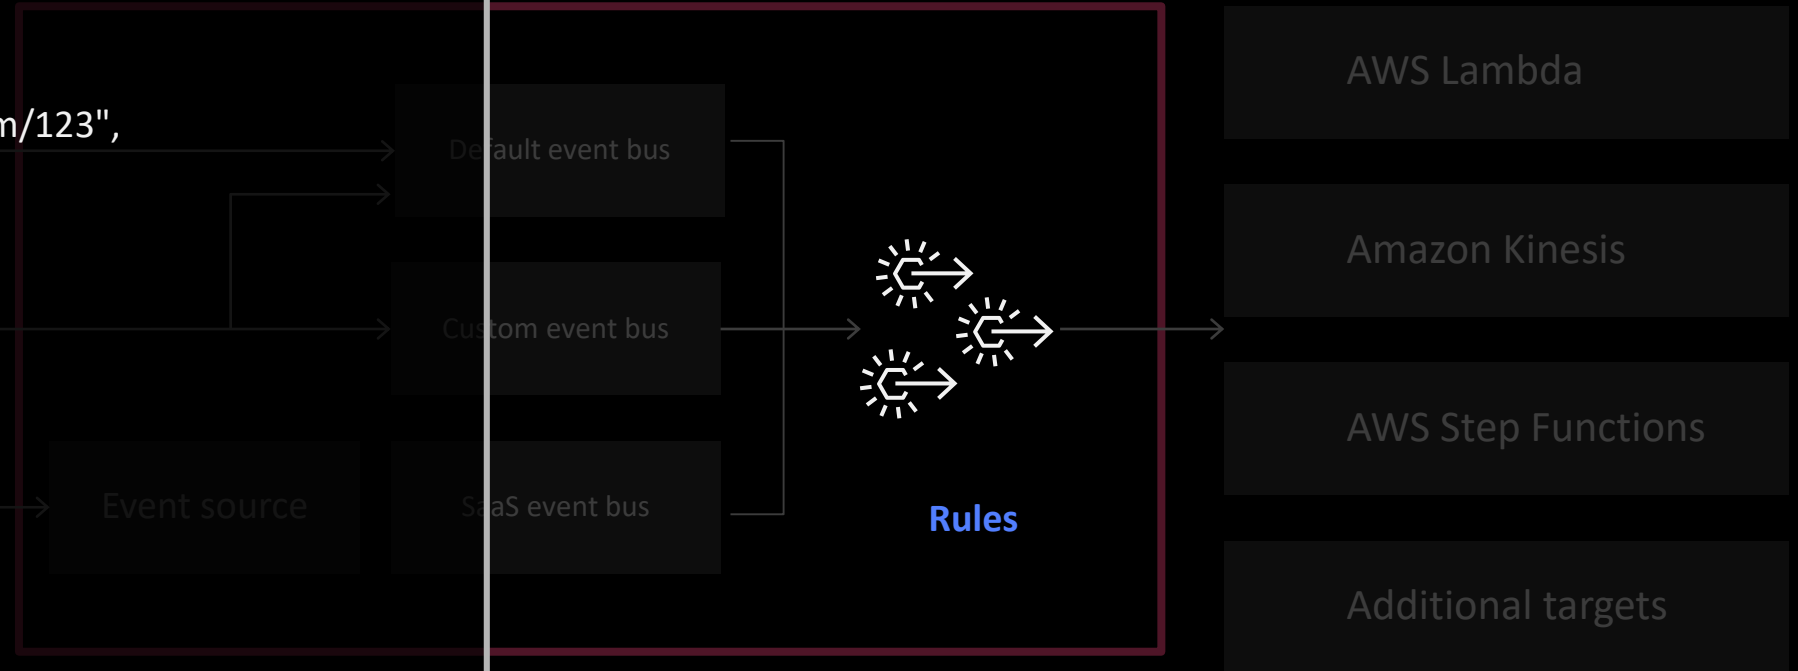 m/123",
Default event bus
Custom event bus
Event source
SaaS event bus
Rules
AWS Lambda
Amazon Kinesis
AWS Step Functions
Additional targets